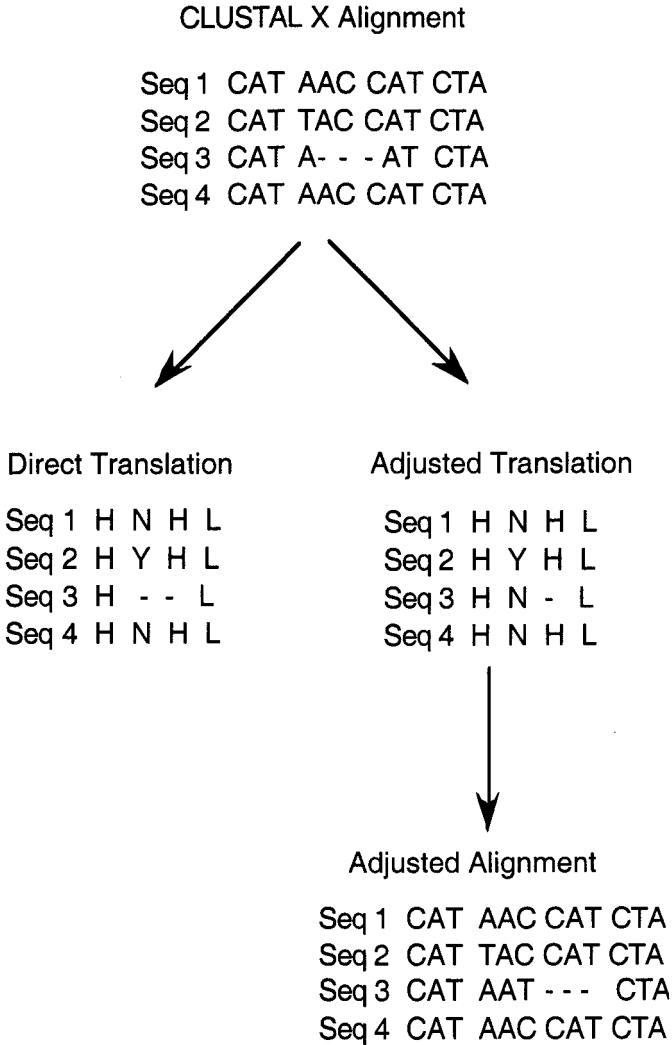 CLUSTAL X Alignment
Seq 1 CAT AAC CAT CTA
Seq 2 CAT TAC CAT CTA
Seq 3 CAT A- - - AT CTA
Seq 4 CAT AAC CAT CTA
Direct Translation
Seq 1 H N H L
Seq 2 H Y H L
Seq 3 H - - L
Seq 4 H N H L
Adjusted Translation
Seq 1 H N H L
Seq 2 H Y H L
Seq 3 H N - L
Seq 4 H N H L
Adjusted Alignment
Seq 1 CAT AAC CAT CTA
Seq 2 CAT TAC CAT CTA
Seq 3 CAT AAT - - - CTA
Seq 4 CAT AAC CAT CTA